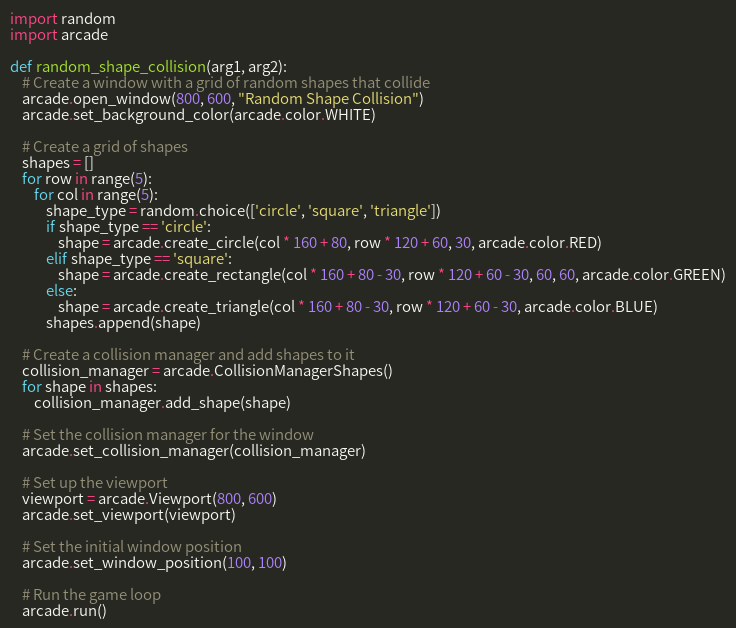 import random
import arcade

def random_shape_collision(arg1, arg2):
    # Create a window with a grid of random shapes that collide
    arcade.open_window(800, 600, "Random Shape Collision")
    arcade.set_background_color(arcade.color.WHITE)

    # Create a grid of shapes
    shapes = []
    for row in range(5):
        for col in range(5):
            shape_type = random.choice(['circle', 'square', 'triangle'])
            if shape_type == 'circle':
                shape = arcade.create_circle(col * 160 + 80, row * 120 + 60, 30, arcade.color.RED)
            elif shape_type == 'square':
                shape = arcade.create_rectangle(col * 160 + 80 - 30, row * 120 + 60 - 30, 60, 60, arcade.color.GREEN)
            else:
                shape = arcade.create_triangle(col * 160 + 80 - 30, row * 120 + 60 - 30, arcade.color.BLUE)
            shapes.append(shape)

    # Create a collision manager and add shapes to it
    collision_manager = arcade.CollisionManagerShapes()
    for shape in shapes:
        collision_manager.add_shape(shape)

    # Set the collision manager for the window
    arcade.set_collision_manager(collision_manager)

    # Set up the viewport
    viewport = arcade.Viewport(800, 600)
    arcade.set_viewport(viewport)

    # Set the initial window position
    arcade.set_window_position(100, 100)

    # Run the game loop
    arcade.run()